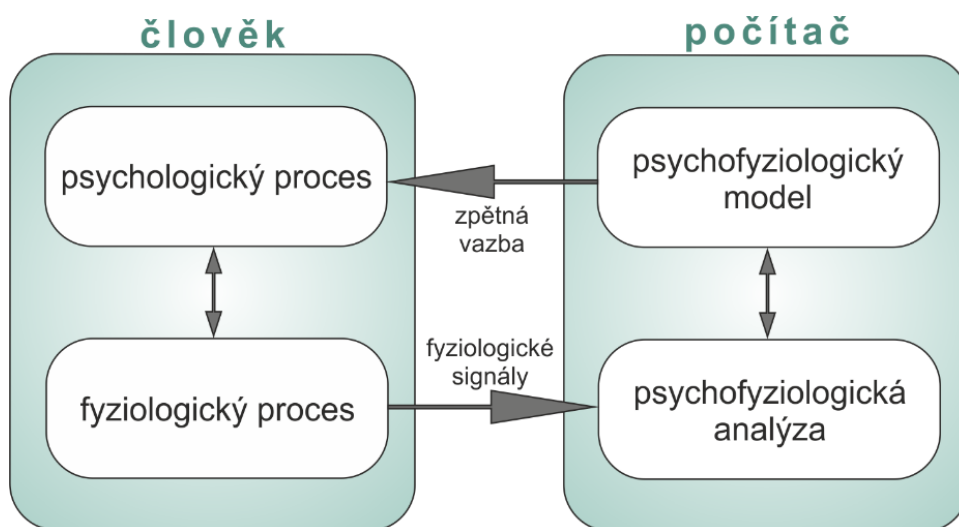 člověk
počítač
psychologický proces
zpětná
vazba
psychofyziologický
model
fyziologický proces
fyziologické
signály
psychofyziologická
analýza